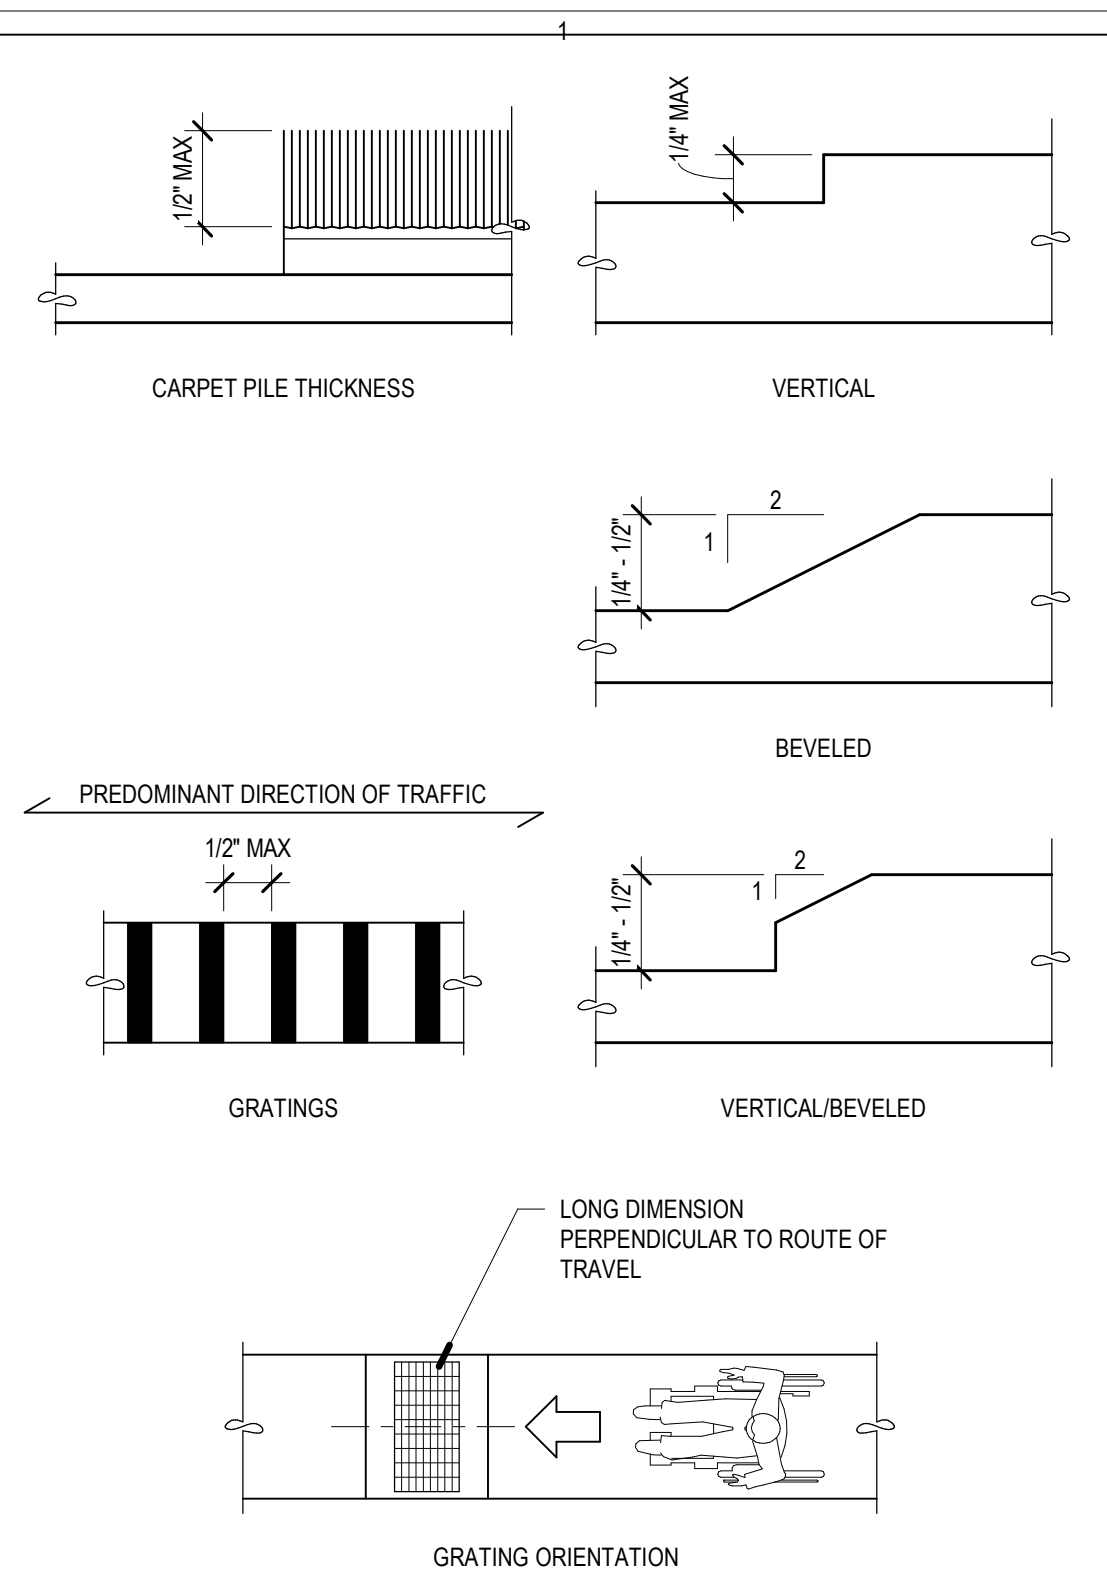 1
1/2" MAX
CARPET PILE THICKNESS
1/4" MAX
VERTICAL
2
1
1/4" - 1/2"
BEVELED
PREDOMINANT DIRECTION OF TRAFFIC
1/2" MAX
GRATINGS
2
1
1/4" - 1/2"
VERTICAL/BEVELED
LONG DIMENSION
PERPENDICULAR TO ROUTE OF
TRAVEL
GRATING ORIENTATION